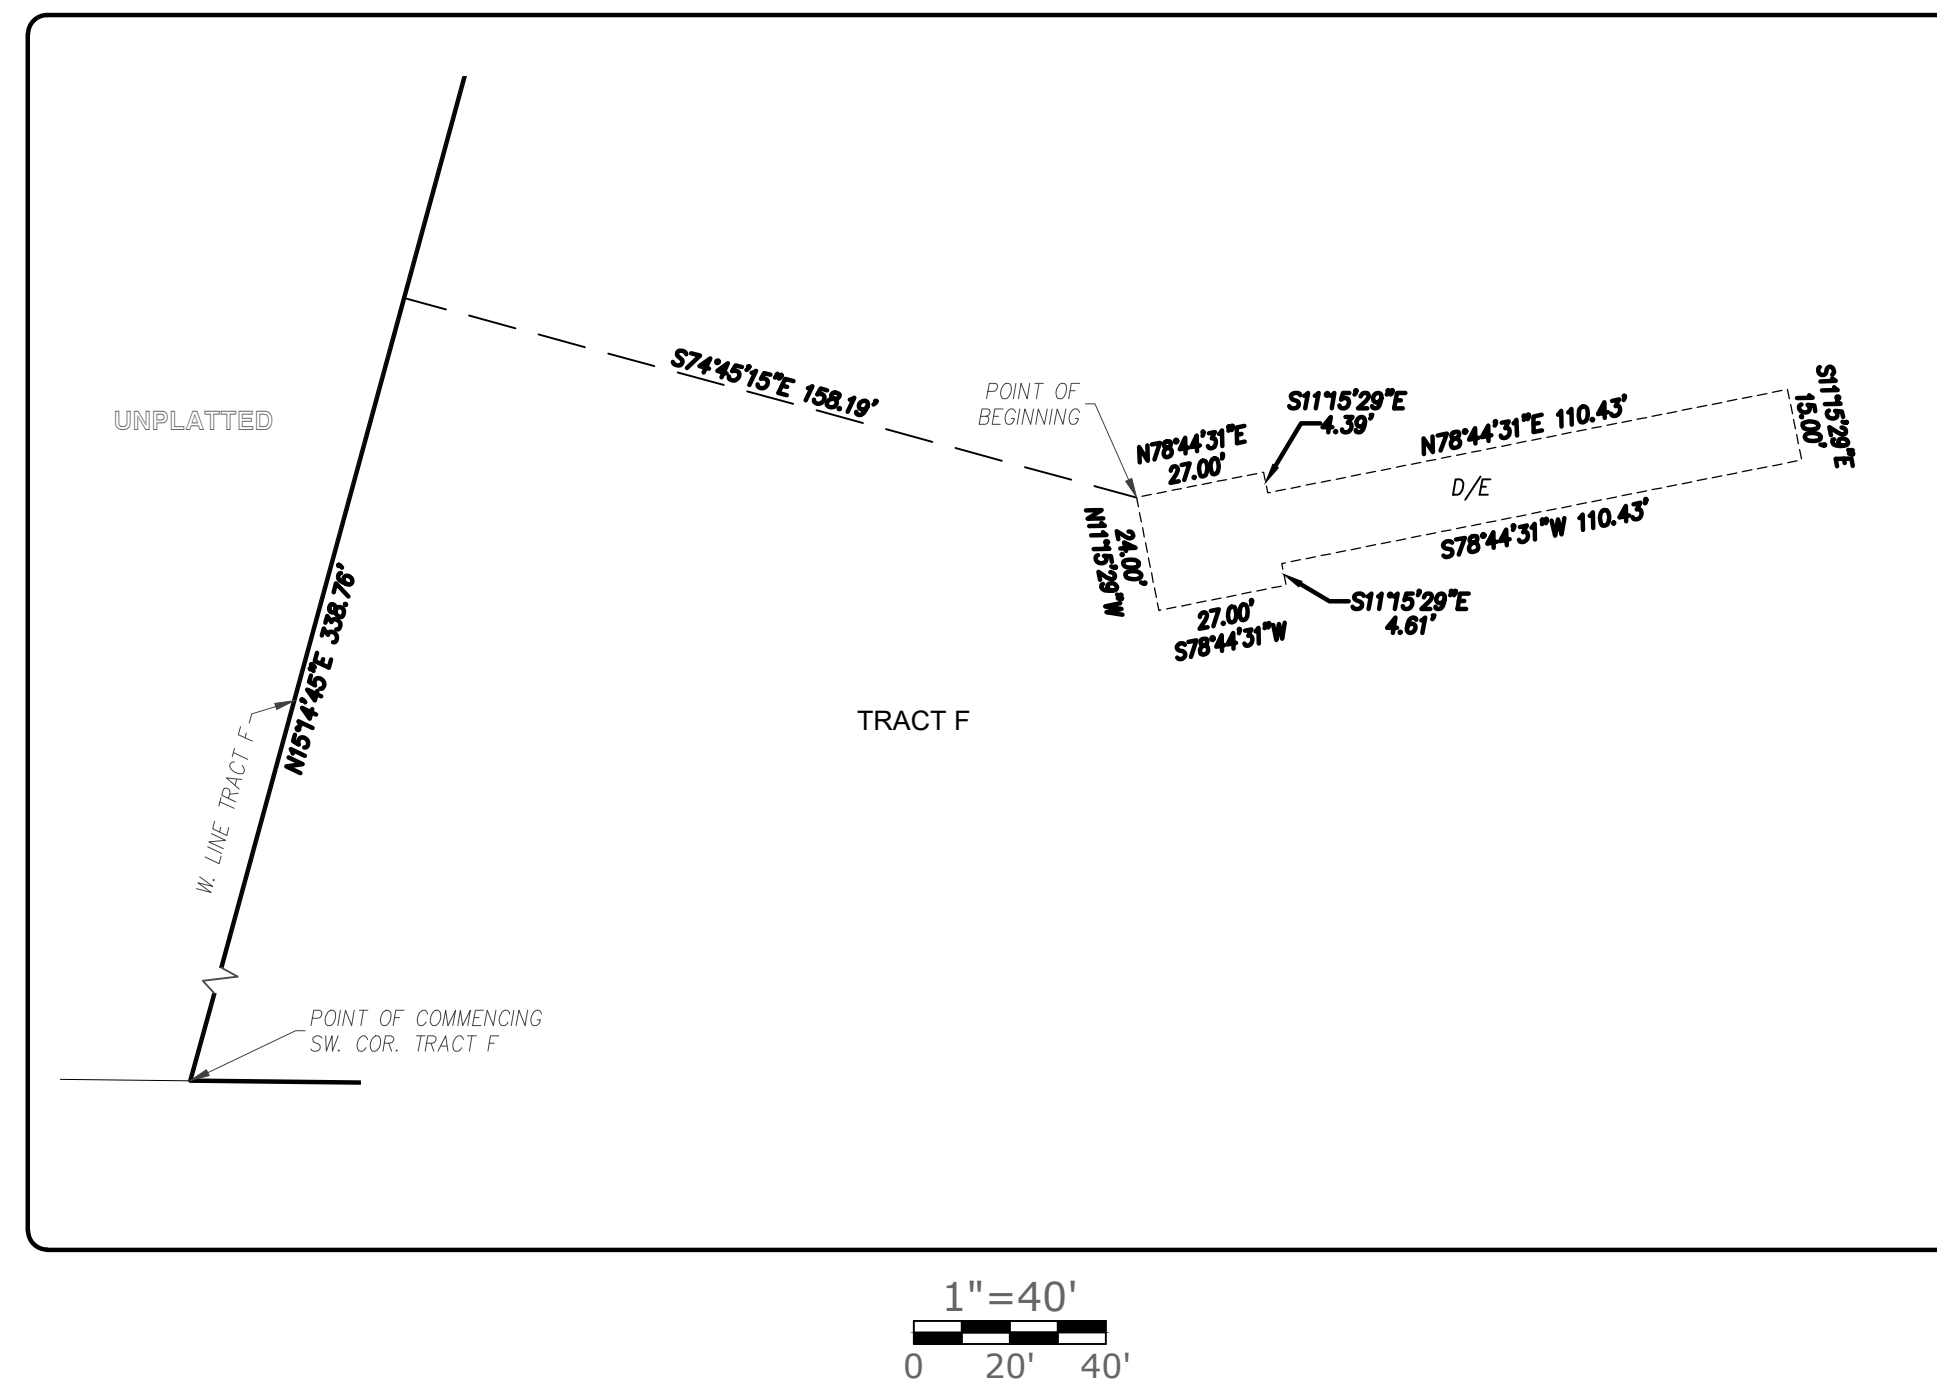 S74°45'15"E 158.19'
POINT OF
BEGINNING
UNPLATTED
N78°44'31"E
27.00'
S11°15'29"E
4.39'
N78°44'31"E 110.43'
S11°15'29"E
15.00'
D/E
S78°44'31"W 110.43'
24.00'
N11°15'29"W
27.00'
S78°44'31"W
S11°15'29"E
4.61'
N15°14'45"E 338.76'
W. LINE TRACT F
TRACT F
POINT OF COMMENCING
SW. COR. TRACT F
1"=40'
0 20' 40'